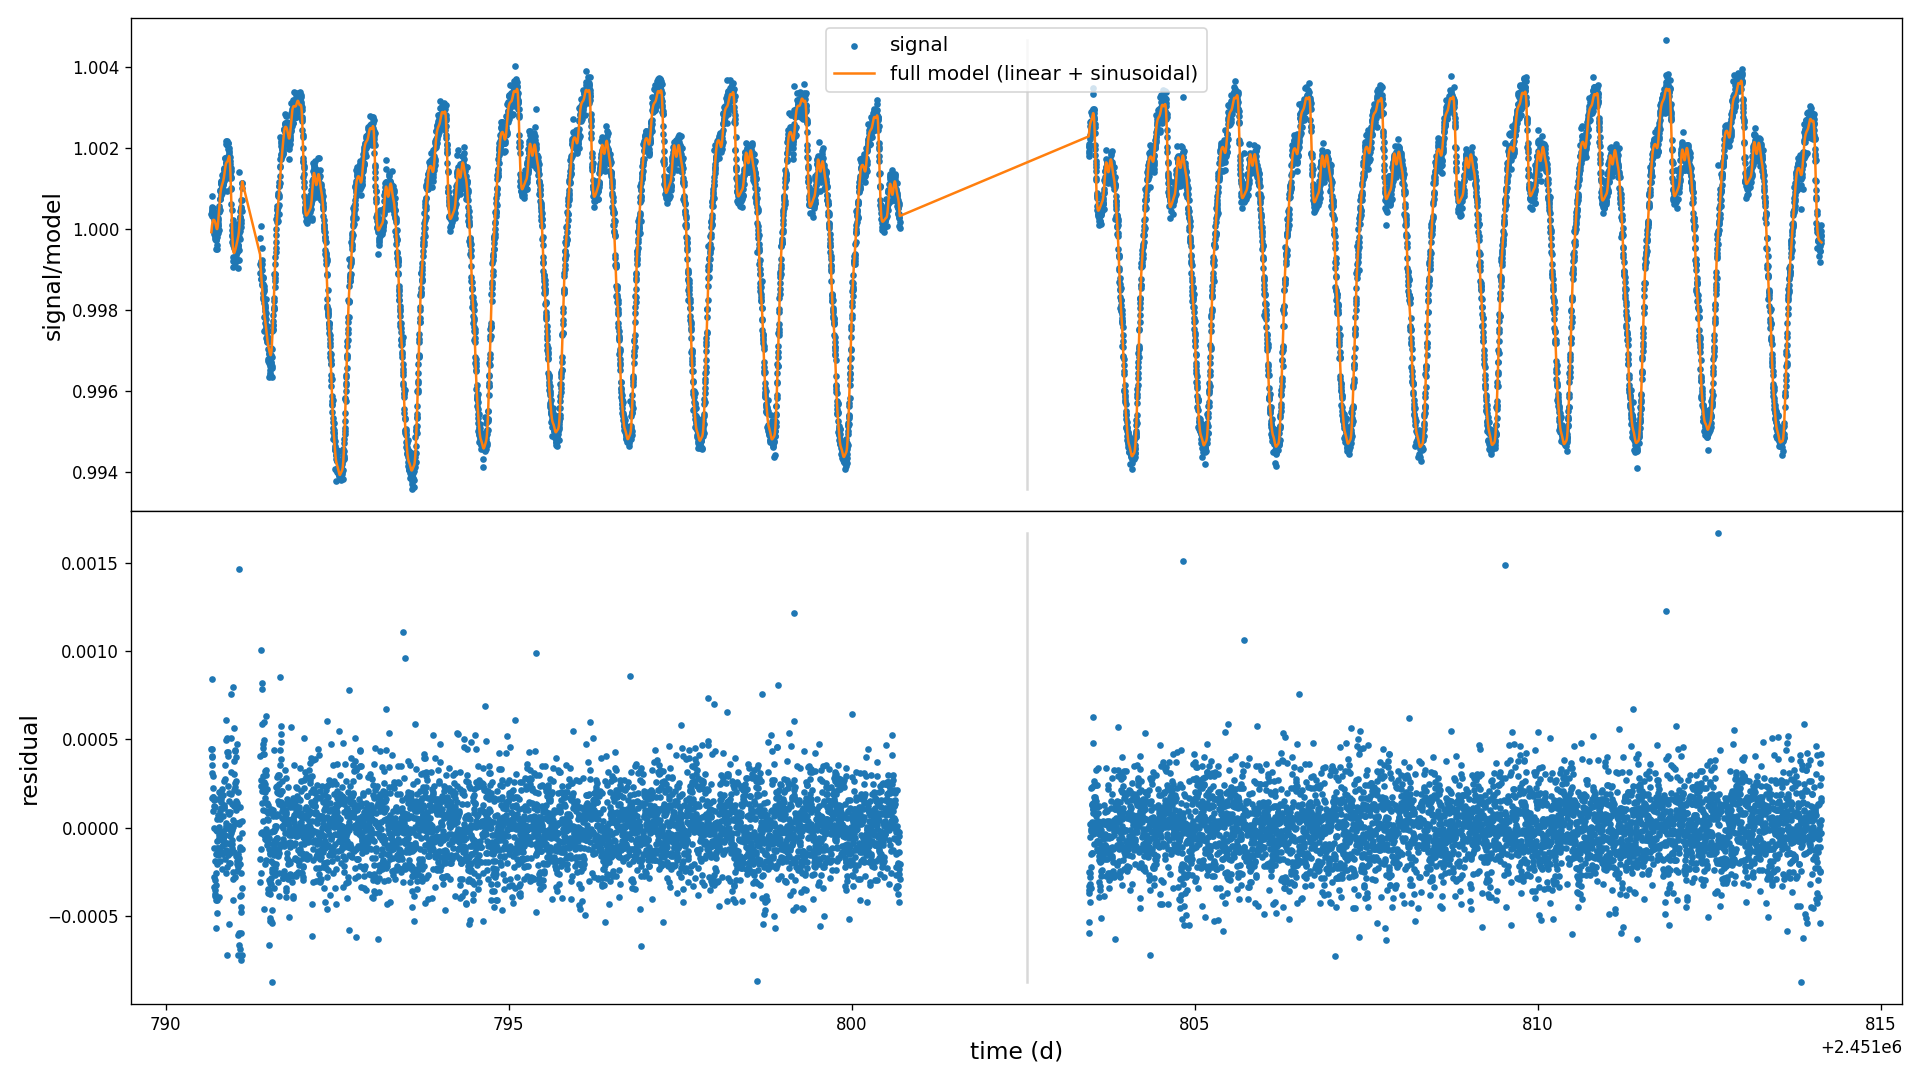 signal
full model (linear + sinusoidal)
1.004
1.002
1.000
0.998
0.996
0.994
signal/model
0.0015
0.0010
0.0005
0.0000
−0.0005
residual
790
795
800
805
810
815
+2.451e6
time (d)